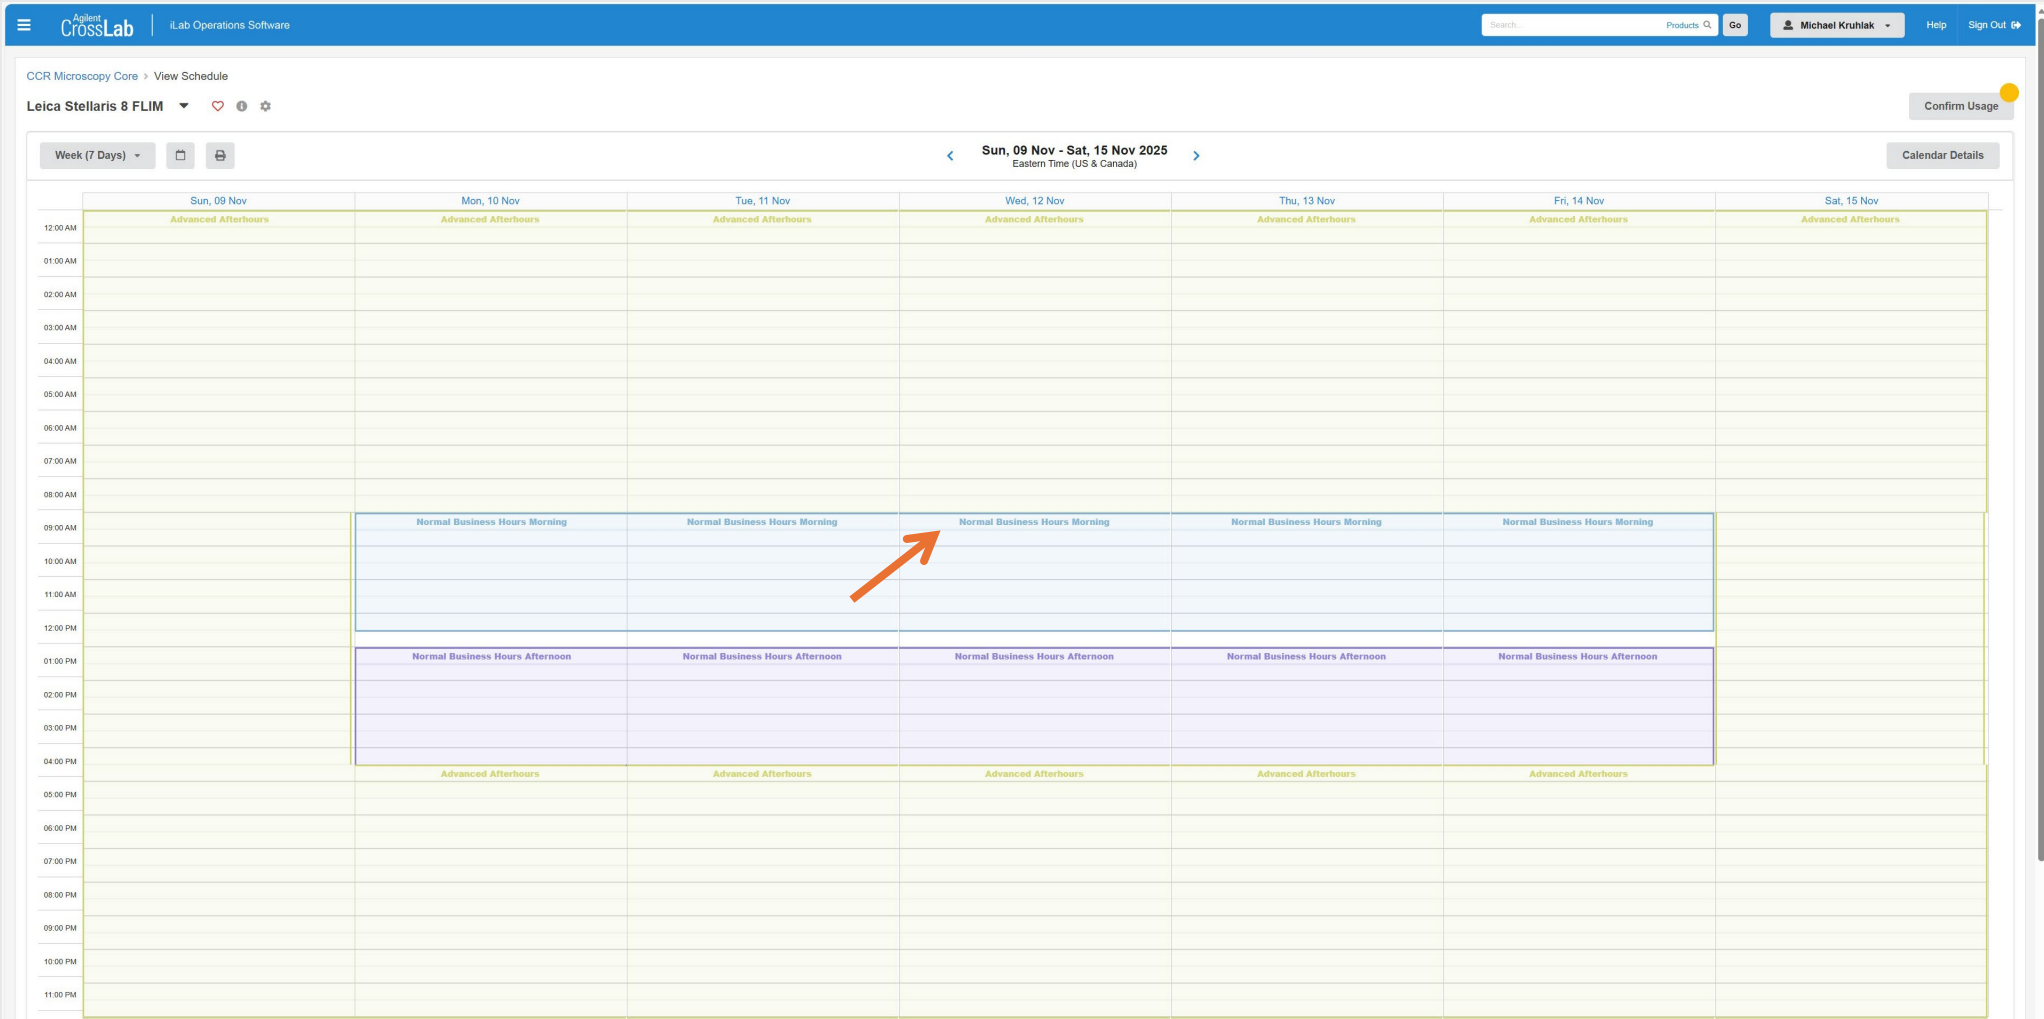 Agilent
CrossLab
iLab Operations Software
Search...
Products
Go
Michael Kruhlak
Help
Sign Out
CCR Microscopy Core › View Schedule
Leica Stellaris 8 FLIM
Confirm Usage
Week (7 Days)
Sun, 09 Nov - Sat, 15 Nov 2025
Eastern Time (US & Canada)
Calendar Details
Sun, 09 Nov Mon, 10 Nov Tue, 11 Nov Wed, 12 Nov Thu, 13 Nov Fri, 14 Nov Sat, 15 Nov
Advanced Afterhours Advanced Afterhours Advanced Afterhours Advanced Afterhours Advanced Afterhours Advanced Afterhours Advanced Afterhours
12:00 AM
01:00 AM
02:00 AM
03:00 AM
04:00 AM
05:00 AM
06:00 AM
07:00 AM
08:00 AM
Normal Business Hours Morning Normal Business Hours Morning Normal Business Hours Morning Normal Business Hours Morning Normal Business Hours Morning
09:00 AM
10:00 AM
11:00 AM
12:00 PM
Normal Business Hours Afternoon Normal Business Hours Afternoon Normal Business Hours Afternoon Normal Business Hours Afternoon Normal Business Hours Afternoon
01:00 PM
02:00 PM
03:00 PM
04:00 PM
Advanced Afterhours Advanced Afterhours Advanced Afterhours Advanced Afterhours Advanced Afterhours
05:00 PM
06:00 PM
07:00 PM
08:00 PM
09:00 PM
10:00 PM
11:00 PM